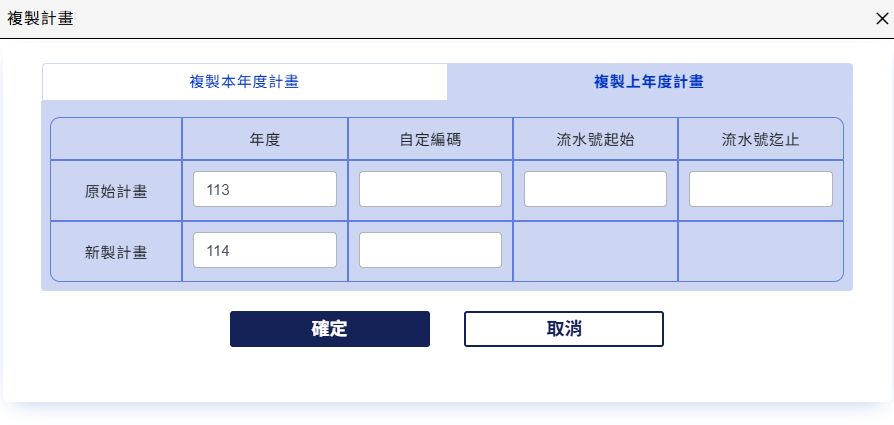 複製計畫
複製本年度計畫 複製上年度計畫
年度 自定編碼 流水號起始 流水號迄止
原始計畫 113
新製計畫 114
確定 取消